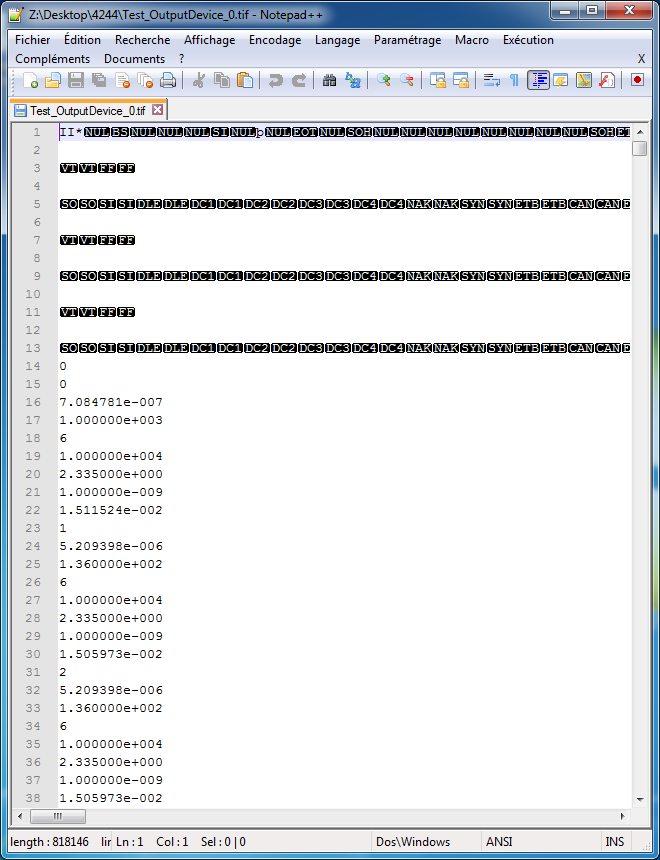 Z:\Desktop\4244\Test_OutputDevice_0.tif - Notepad++
Fichier Édition Recherche Affichage Encodage Langage Paramétrage Macro Exécution
Compléments Documents ? X
Test_OutputDevice_0.tif
1 II*NULBSNULNULNULSINULpNULEOTNULSOHNULNULNULNULNULNULNULNULSOHET
2
3 VTVTFFFF
4
5 SOSOSISIDLEDLEDC1DC1DC2DC2DC3DC3DC4DC4NAKNAKSYNSYNETBETBCANCANE
6
7 VTVTFFFF
8
9 SOSOSISIDLEDLEDC1DC1DC2DC2DC3DC3DC4DC4NAKNAKSYNSYNETBETBCANCANE
10
11 VTVTFFFF
12
13 SOSOSISIDLEDLEDC1DC1DC2DC2DC3DC3DC4DC4NAKNAKSYNSYNETBETBCANCANE
14 0
15 0
16 7.084781e-007
17 1.000000e+003
18 6
19 1.000000e+004
20 2.335000e+000
21 1.000000e-009
22 1.511524e-002
23 1
24 5.209398e-006
25 1.360000e+002
26 6
27 1.000000e+004
28 2.335000e+000
29 1.000000e-009
30 1.505973e-002
31 2
32 5.209398e-006
33 1.360000e+002
34 6
35 1.000000e+004
36 2.335000e+000
37 1.000000e-009
38 1.505973e-002
length : 818146 lir Ln : 1 Col : 1 Sel : 0 | 0 Dos\Windows ANSI INS